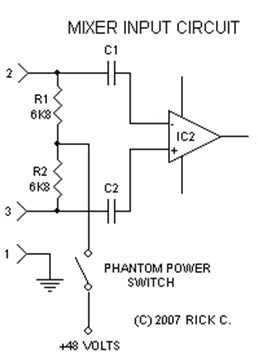 MIXER INPUT CIRCUIT
C1
2
R1
6K8
-
IC2
+
R2
6K8
C2
3
1
PHANTOM POWER
SWITCH
(C) 2007 RICK C.
+48 VOLTS